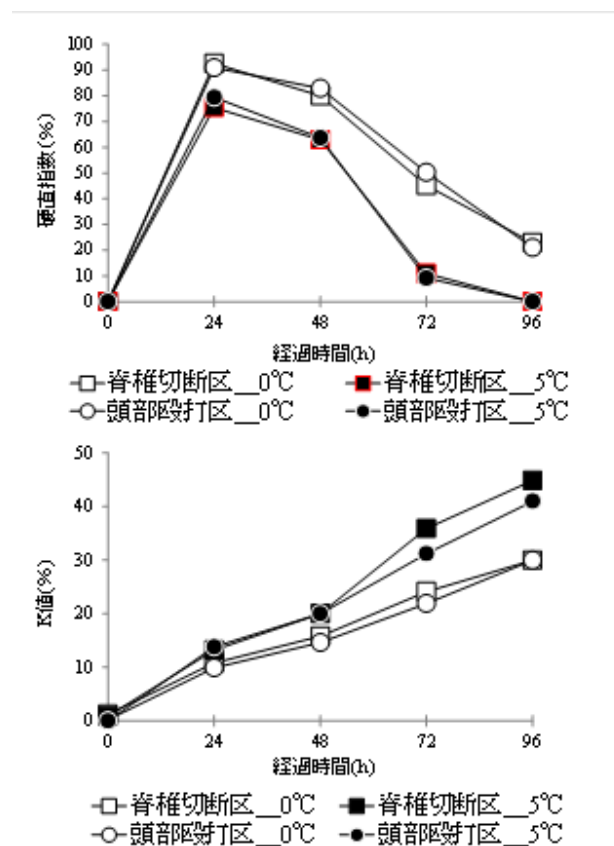 100
90
80
70
60
50
40
30
20
10
0
硬直指数(%)
0 24 48 72 96
経過時間(h)
脊椎切断区__0℃ 脊椎切断区__5℃
頭部殴打区__0℃ 頭部殴打区__5℃
50
40
30
20
10
0
K値(%)
0 24 48 72 96
経過時間(h)
脊椎切断区__0℃ 脊椎切断区__5℃
頭部殴打区__0℃ 頭部殴打区__5℃